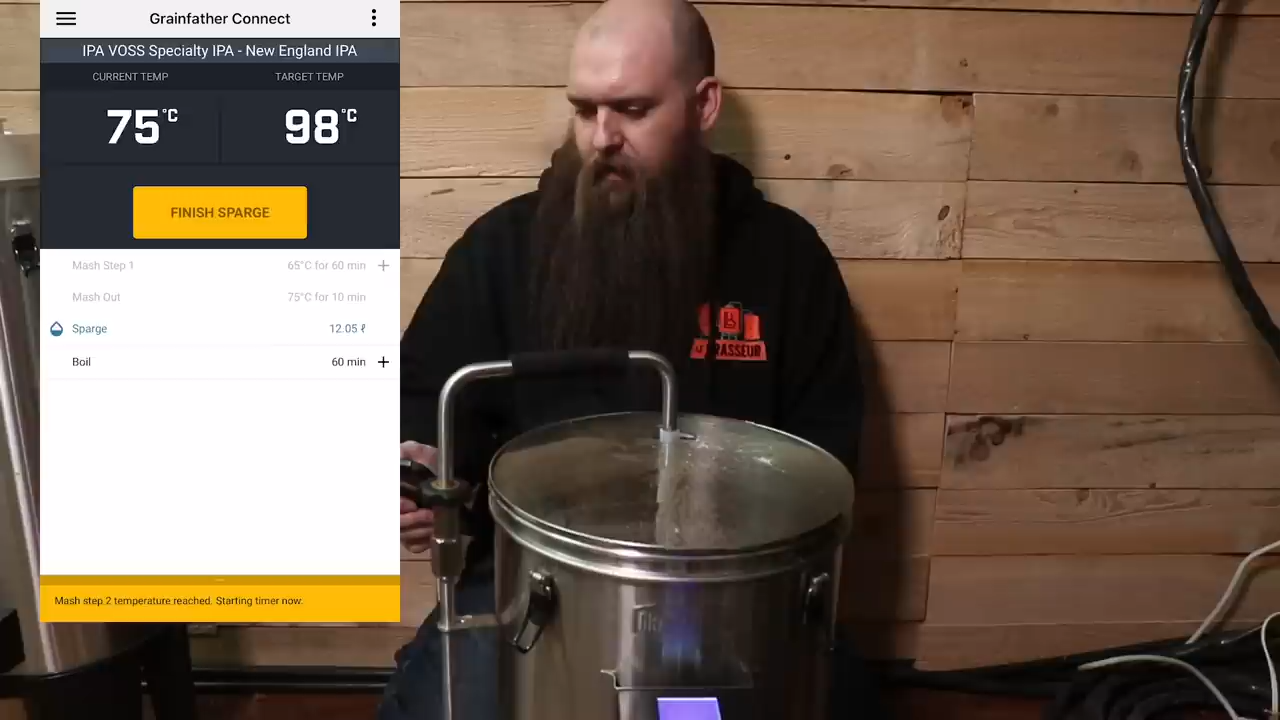 Grainfather Connect
IPA VOSS Specialty IPA - New England IPA
CURRENT TEMP TARGET TEMP
75°C 98°C
FINISH SPARGE
Mash Step 1 65°C for 60 min +
Mash Out 75°C for 10 min
Sparge 12.05 ℓ
Boil 60 min +
Mash step 2 temperature reached. Starting timer now.
BRASSEUR